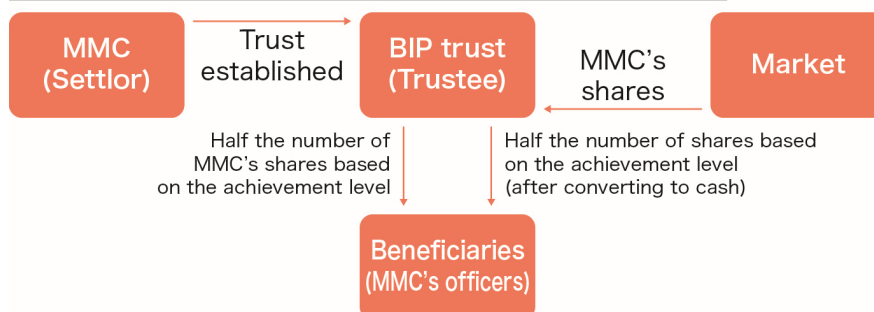 MMC
(Settlor)
Trust
established
BIP trust
(Trustee)
MMC’s
shares
Market
Half the number of
MMC’s shares based
on the achievement level
Half the number of shares based
on the achievement level
(after converting to cash)
Beneficiaries
(MMC’s officers)